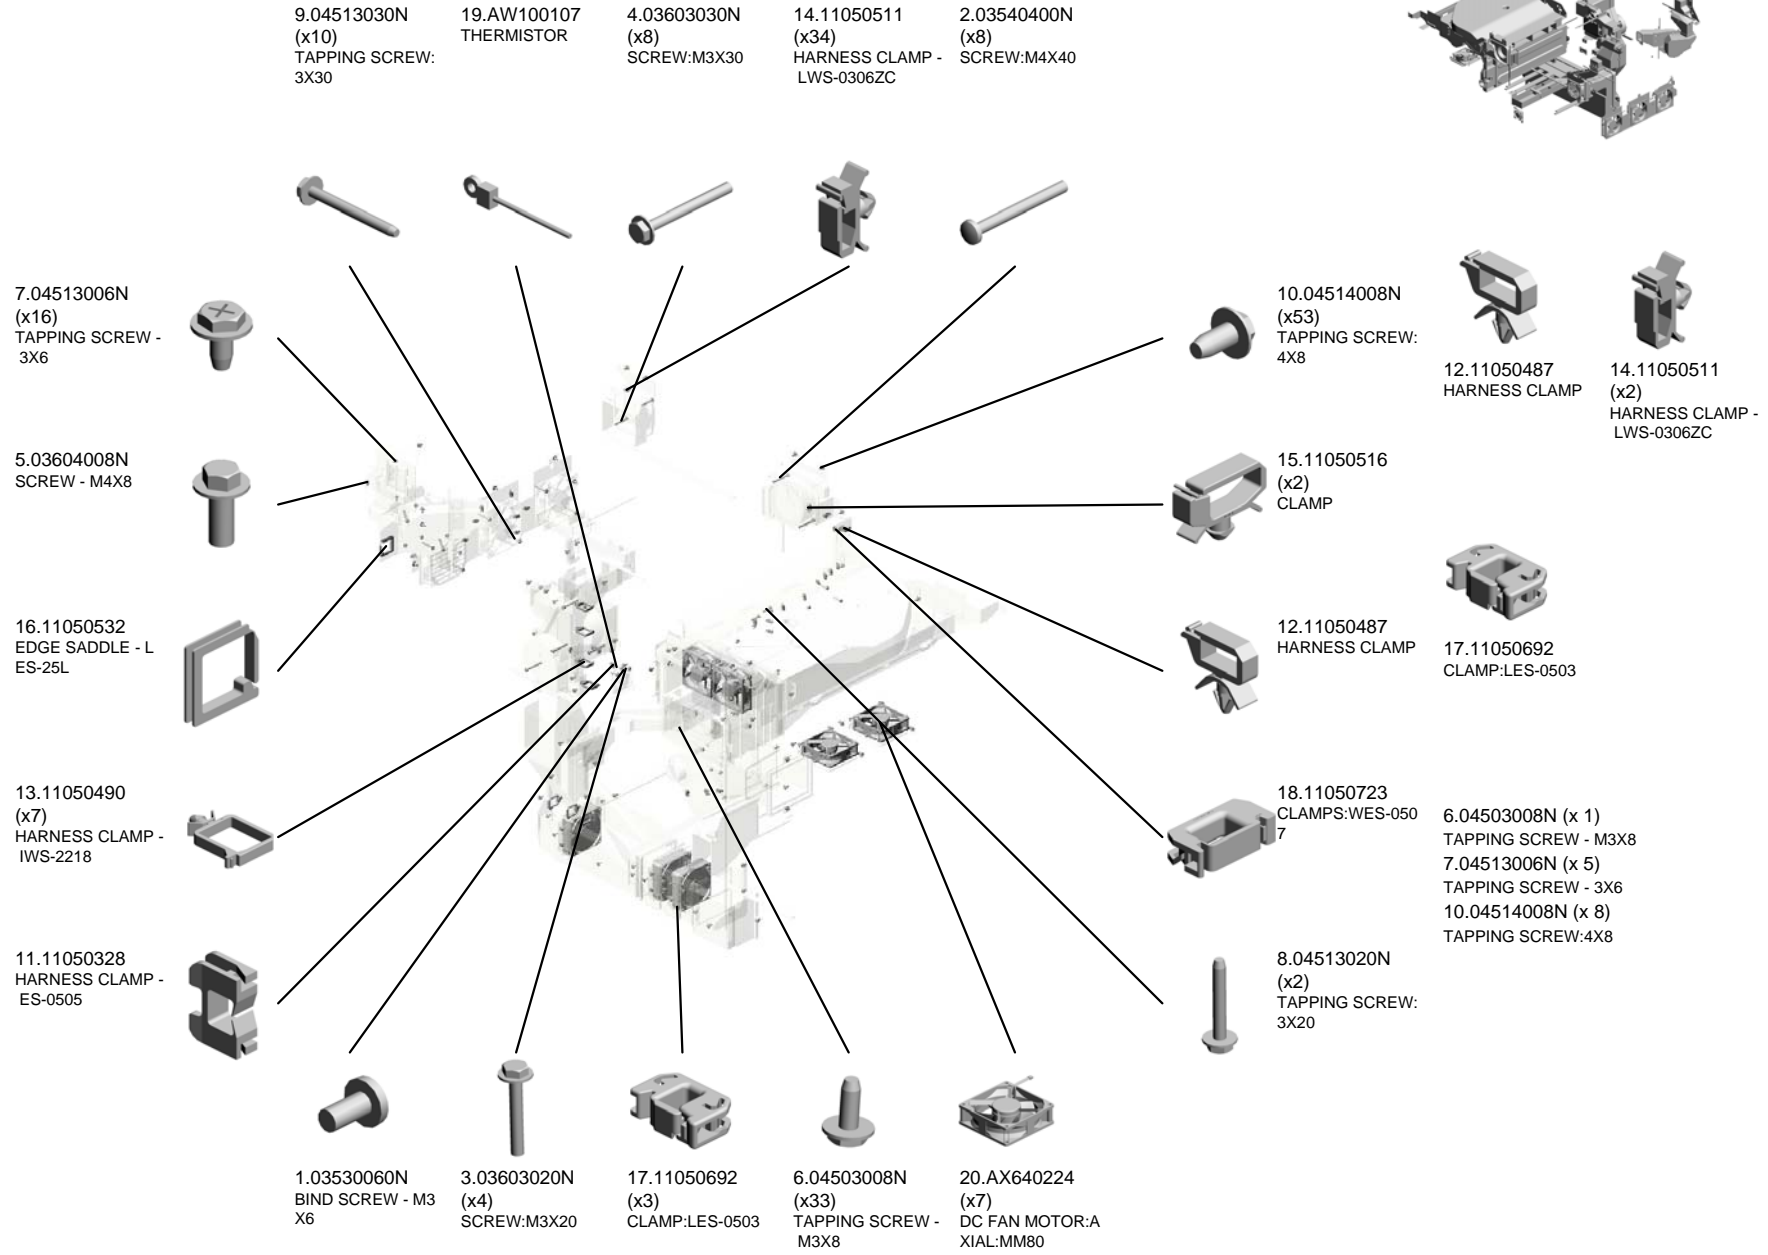 9.04513030N
(x10)
TAPPING SCREW:
3X30
19.AW100107
THERMISTOR
4.03603030N
(x8)
SCREW:M3X30
14.11050511
(x34)
HARNESS CLAMP -
LWS-0306ZC
2.03540400N
(x8)
SCREW:M4X40
7.04513006N
(x16)
TAPPING SCREW -
3X6
10.04514008N
(x53)
TAPPING SCREW:
4X8
12.11050487
HARNESS CLAMP
14.11050511
(x2)
HARNESS CLAMP -
LWS-0306ZC
5.03604008N
SCREW - M4X8
15.11050516
(x2)
CLAMP
16.11050532
EDGE SADDLE - L
ES-25L
12.11050487
HARNESS CLAMP
17.11050692
CLAMP:LES-0503
13.11050490
(x7)
HARNESS CLAMP -
IWS-2218
18.11050723
CLAMPS:WES-050
7
6.04503008N (x 1)
TAPPING SCREW - M3X8
7.04513006N (x 5)
TAPPING SCREW - 3X6
10.04514008N (x 8)
TAPPING SCREW:4X8
11.11050328
HARNESS CLAMP -
ES-0505
8.04513020N
(x2)
TAPPING SCREW:
3X20
1.03530060N
BIND SCREW - M3
X6
3.03603020N
(x4)
SCREW:M3X20
17.11050692
(x3)
CLAMP:LES-0503
6.04503008N
(x33)
TAPPING SCREW -
M3X8
20.AX640224
(x7)
DC FAN MOTOR:A
XIAL:MM80